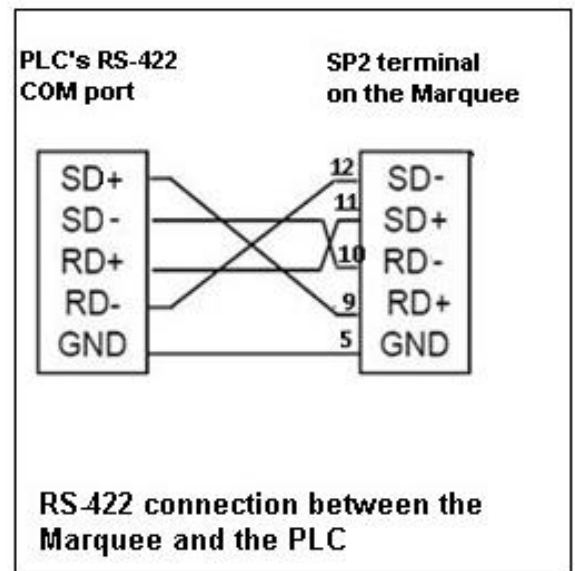 PLC's RS-422
COM port
SP2 terminal
on the Marquee
SD+
SD-
RD+
RD-
GND
12
11
10
9
5
SD-
SD+
RD-
RD+
GND
RS-422 connection between the
Marquee and the PLC